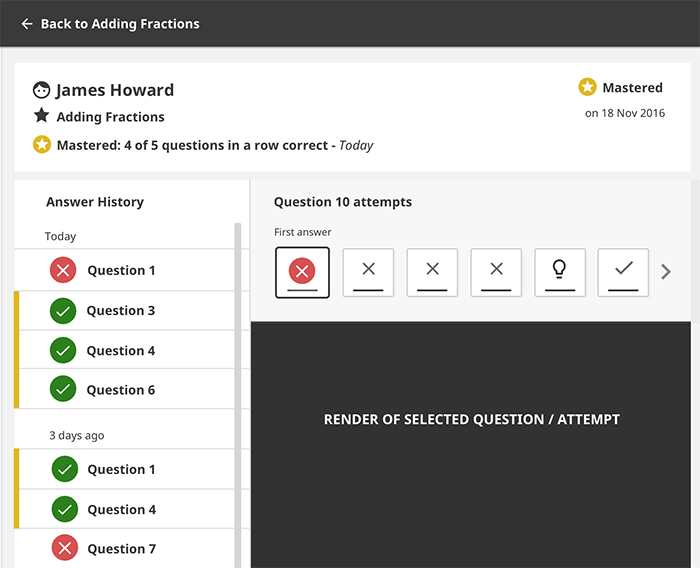 Back to Adding Fractions
James Howard
Adding Fractions
Mastered: 4 of 5 questions in a row correct - Today
Mastered
on 18 Nov 2016
Answer History
Today
Question 1
Question 3
Question 4
Question 6
3 days ago
Question 1
Question 4
Question 7
Question 10 attempts
First answer
RENDER OF SELECTED QUESTION / ATTEMPT